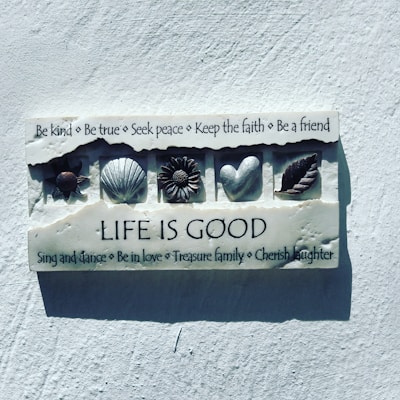 Be kind ⋄ Be true ⋄ Seek peace ⋄ Keep the faith ⋄ Be a friend
LIFE IS GOOD
Sing and dance ⋄ Be in love ⋄ Treasure family ⋄ Cherish laughter